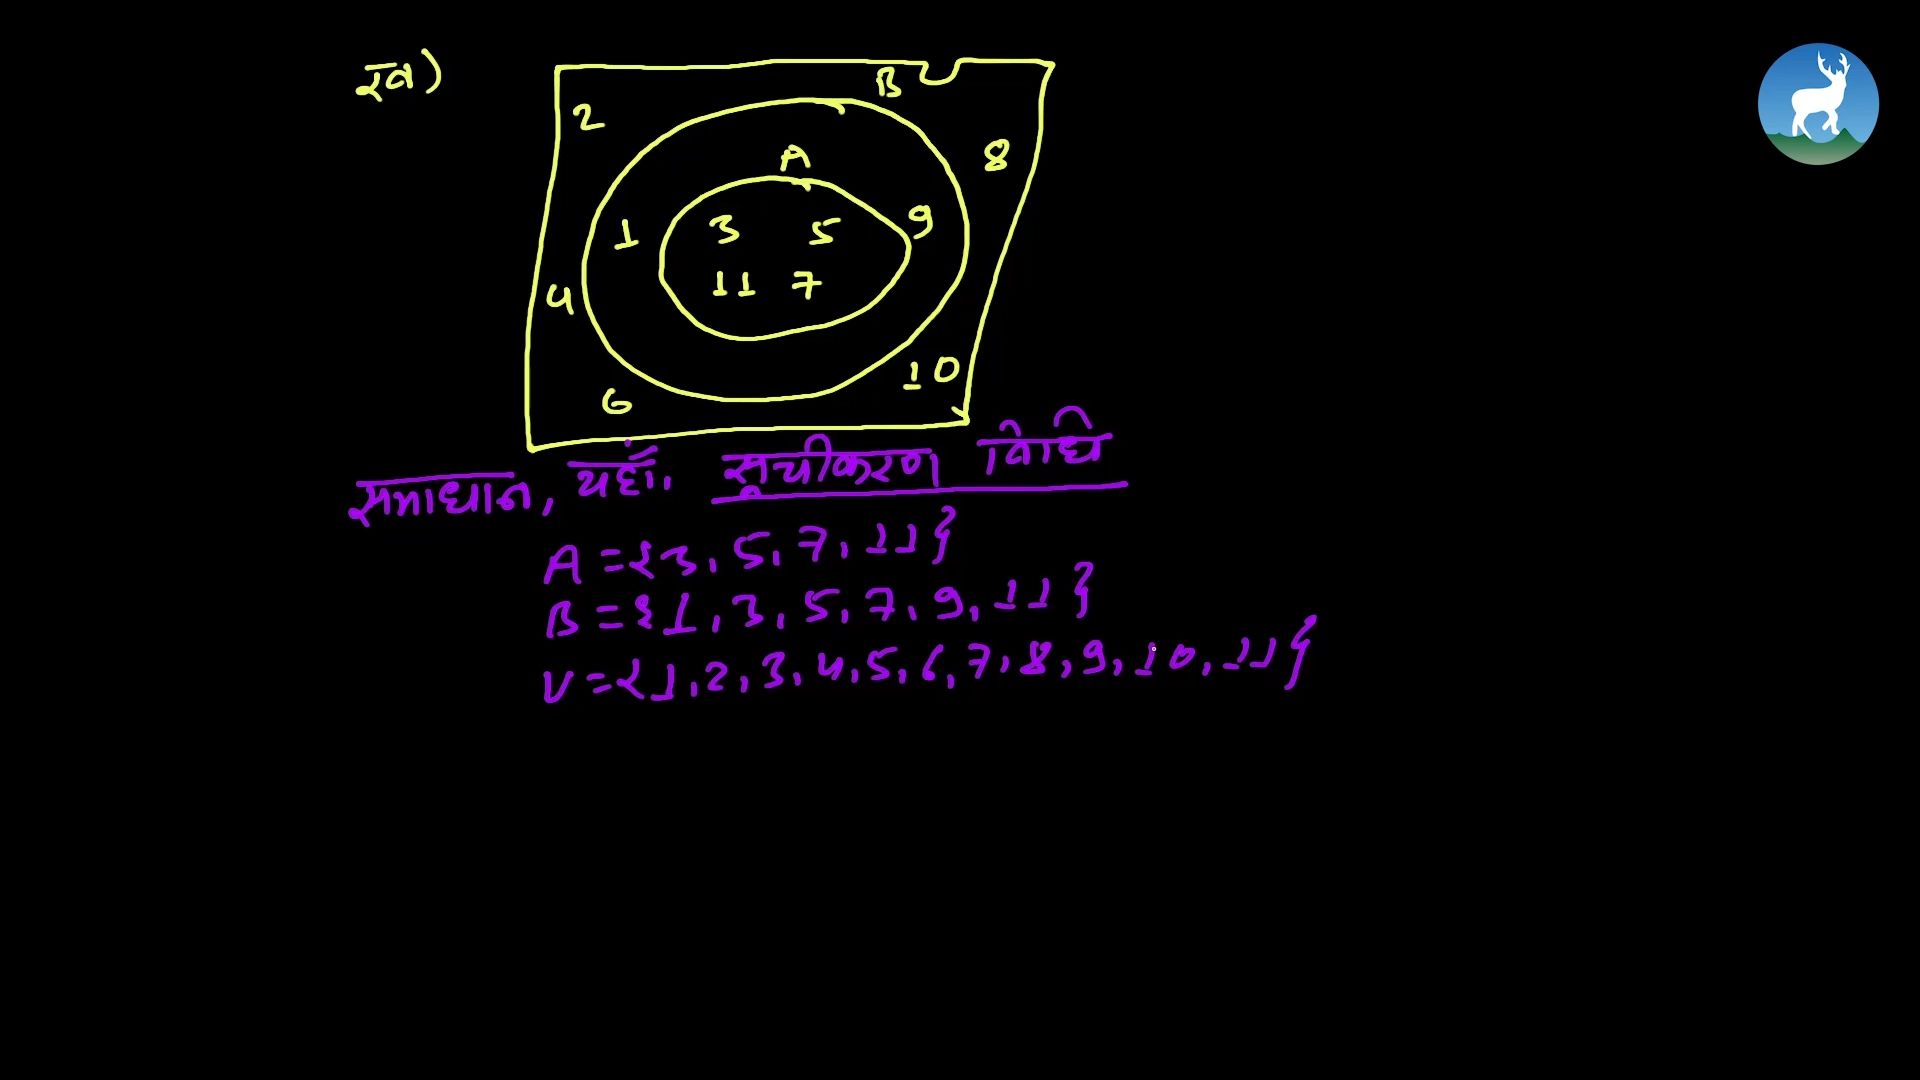 ख)
B
2
8
A
1 3 5 9
11 7
4
10
6
समाधान, यहाँ, सूचीकरण विधि
A = {3, 5, 7, 11}
B = {1, 3, 5, 7, 9, 11}
U = {1, 2, 3, 4, 5, 6, 7, 8, 9, 10, 11}